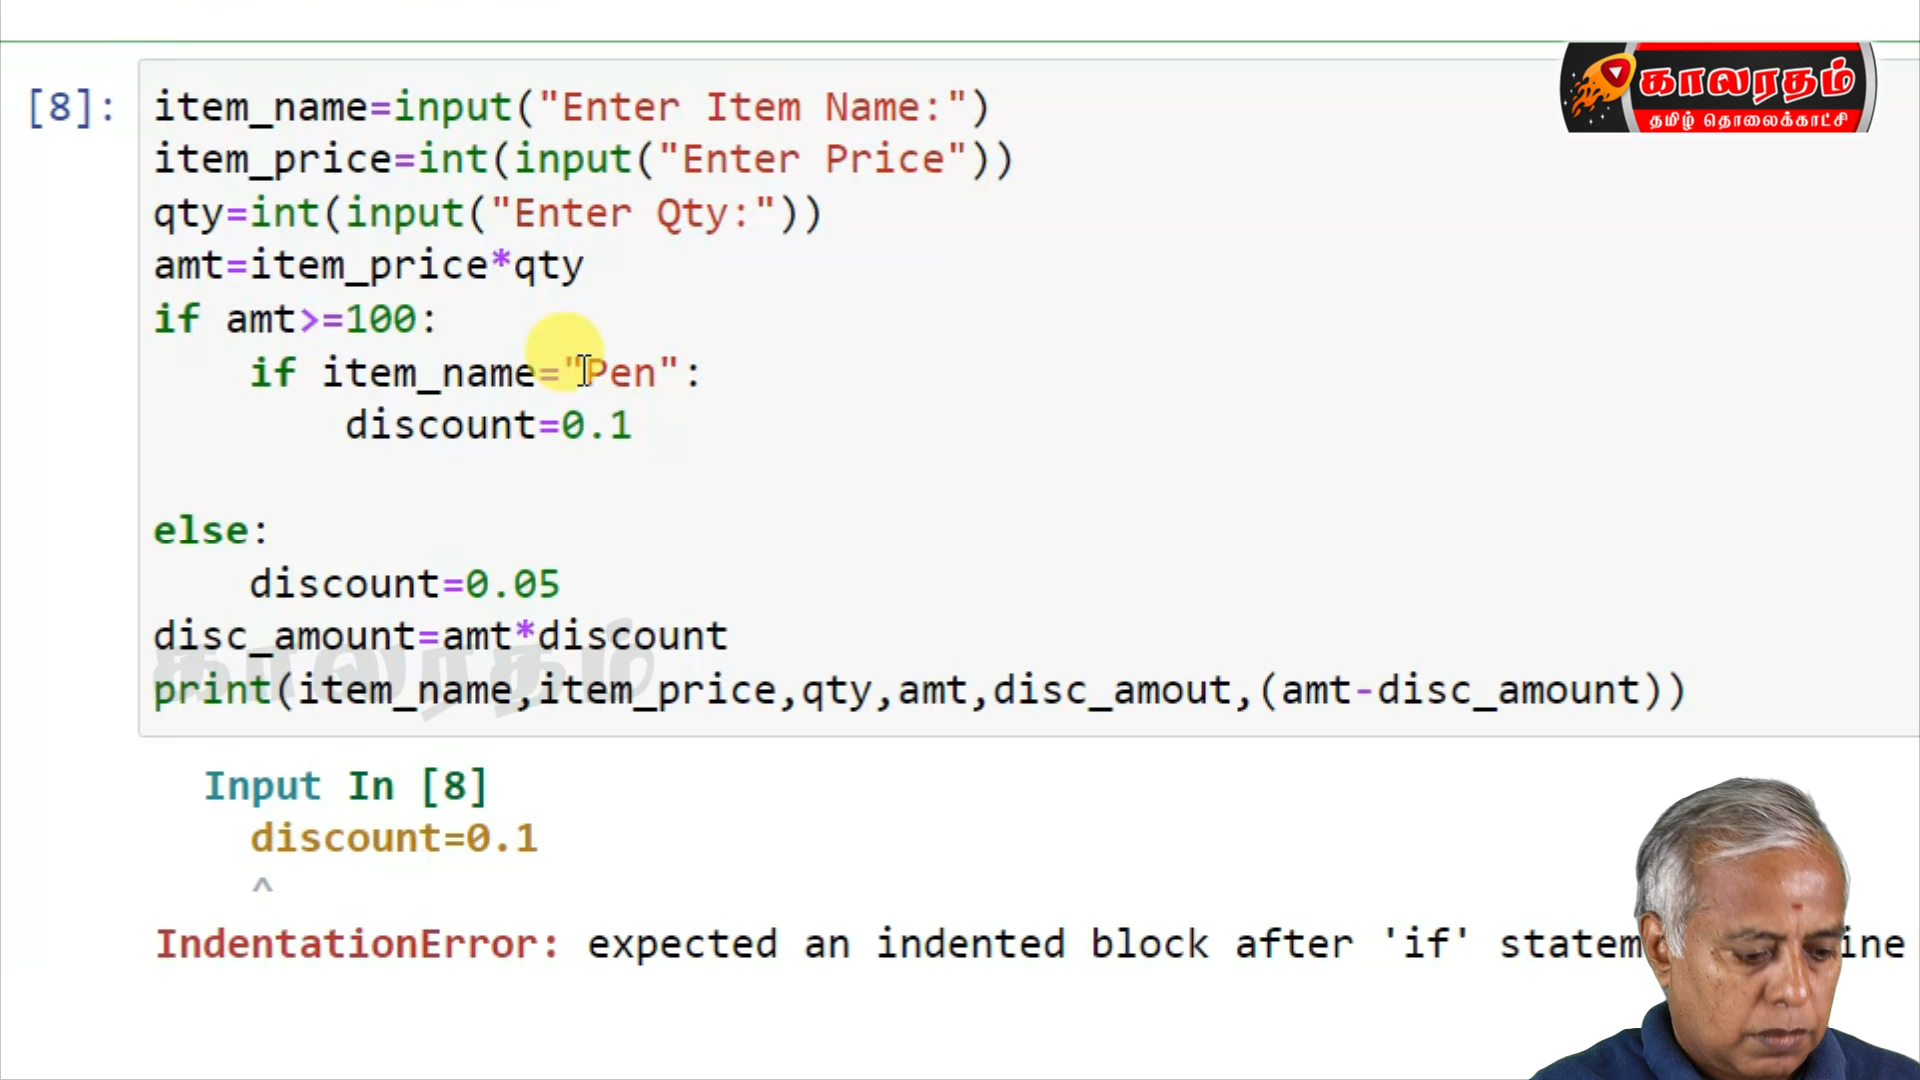 காலரதம்
தமிழ் தொலைக்காட்சி
[8]: item_name=input("Enter Item Name:")
item_price=int(input("Enter Price"))
qty=int(input("Enter Qty:"))
amt=item_price*qty
if amt>=100:
if item_name="Pen":
discount=0.1
else:
discount=0.05
disc_amount=amt*discount
காலரதம்
print(item_name,item_price,qty,amt,disc_amout,(amt-disc_amount))
Input In [8]
discount=0.1
^
IndentationError: expected an indented block after 'if'